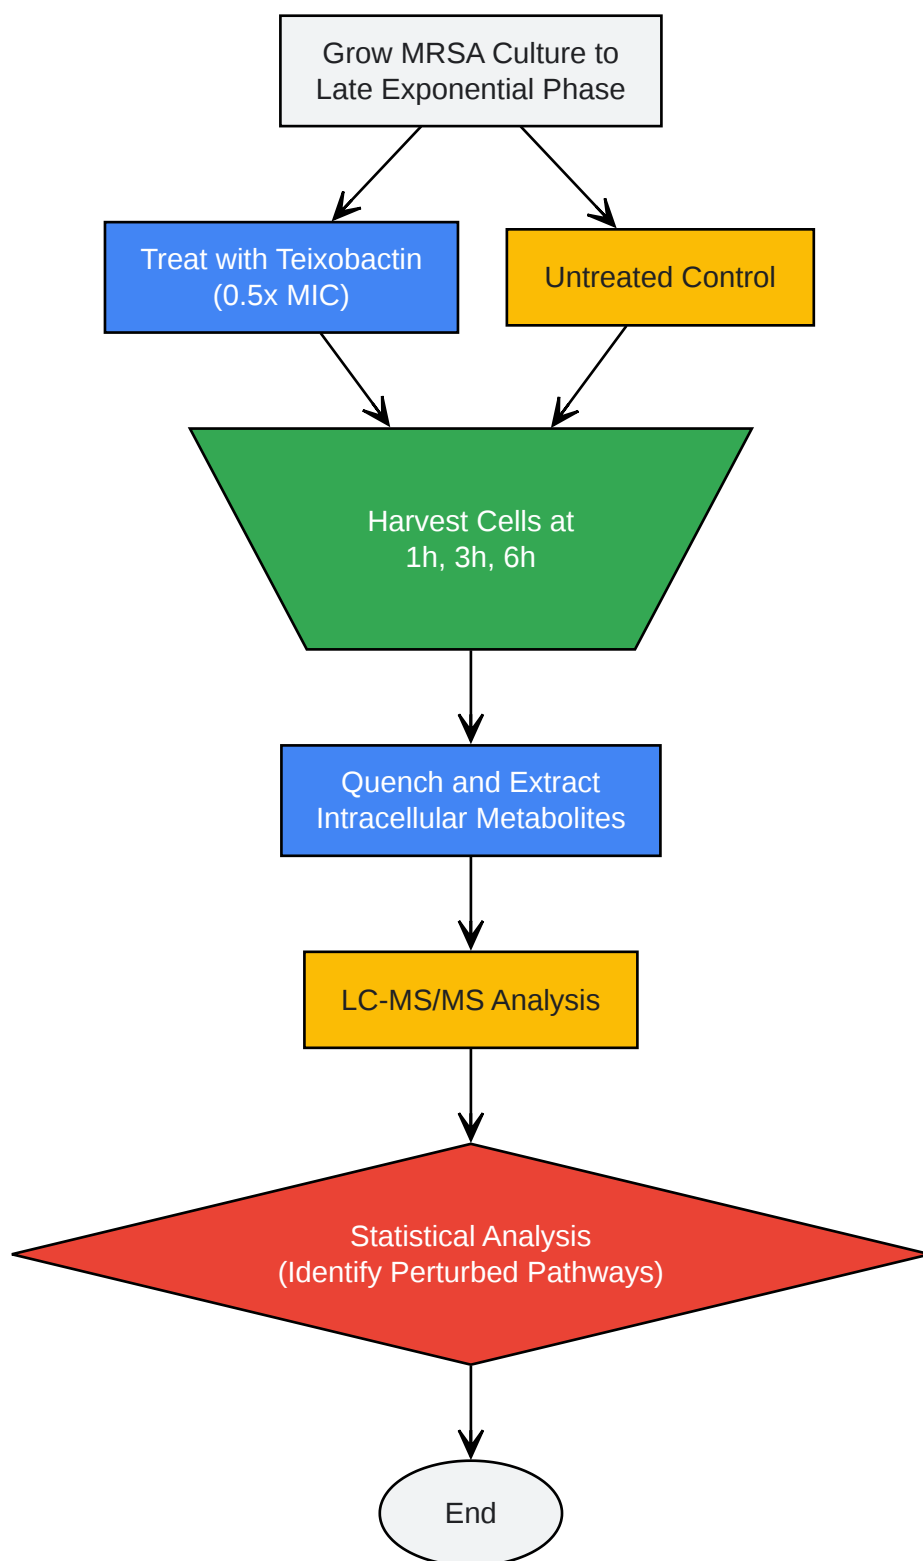 Grow MRSA Culture to
Late Exponential Phase
Treat with Teixobactin
(0.5x MIC)
Untreated Control
Harvest Cells at
1h, 3h, 6h
Quench and Extract
Intracellular Metabolites
LC-MS/MS Analysis
Statistical Analysis
(Identify Perturbed Pathways)
End